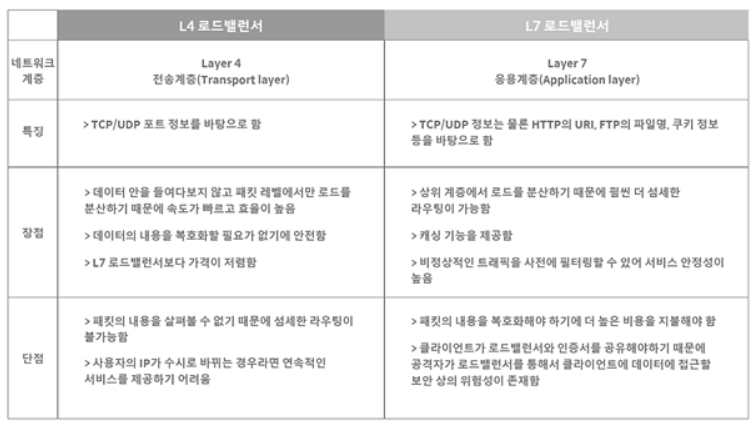 L4 로드밸런서
L7 로드밸런서
네트워크
계층
Layer 4
전송계증(Transport layer)
Layer 7
응용계증(Application layer)
특징
> TCP/UDP 포트 정보를 바탕으로 함
> TCP/UDP 정보는 물론 HTTP의 URI, FTP의 파일명, 쿠키 정보
등을 바탕으로 함
장점
> 데이터 안을 들여다보지 않고 패킷 레벨에서만 로드를
분산하기 때문에 속도가 빠르고 효율이 높음
> 데이터의 내용을 복호화할 필요가 없기에 안전함
> L7 로드밸런서보다 가격이 저렴함
> 상위 계층에서 로드를 분산하기 때문에 훨씬 더 섬세한
라우팅이 가능함
> 캐싱 기능을 제공함
> 비정상적인 트래픽을 사전에 필터링할 수 있어 서비스 안정성이
높음
단점
> 패킷의 내용을 살펴볼 수 없기 때문에 섬세한 라우팅이
불가능함
> 사용자의 IP가 수시로 바뀌는 경우라면 연속적인
서비스를 제공하기 어려움
> 패킷의 내용을 복호화해야 하기에 더 높은 비용을 지불해야 함
> 클라이언트가 로드밸런서와 인증서를 공유해야하기 때문에
공격자가 로드밸런서를 통해서 클라이언트에 데이터에 접근할
보안 상의 위험성이 존재함